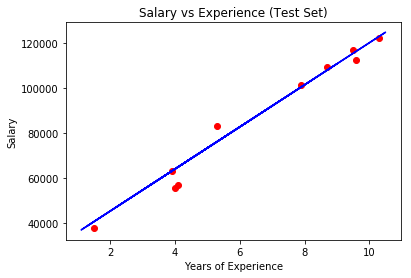 Salary vs Experience (Test Set)
120000
100000
80000
60000
40000
Salary
2 4 6 8 10
Years of Experience